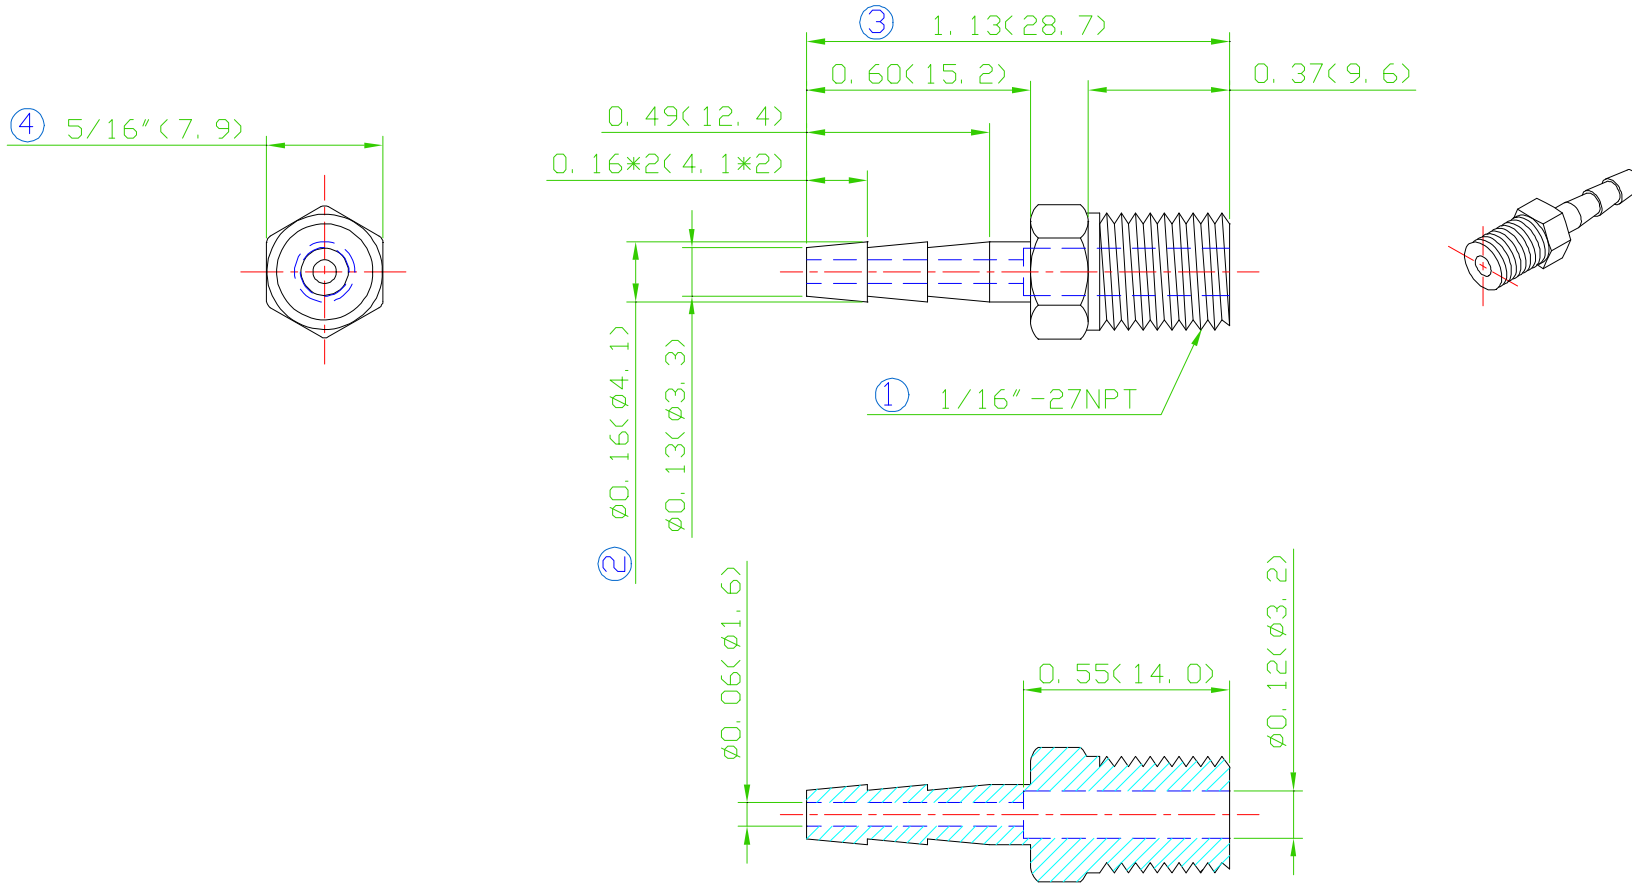 ③ 1.13(28.7)
0.60(15.2)
0.37(9.6)
④ 5/16"(7.9)
0.49(12.4)
0.16*2(4.1*2)
ø0.16(ø4.1)
②
ø0.13(ø3.3)
① 1/16"-27NPT
ø0.06(ø1.6)
0.55(14.0)
ø0.12(ø3.2)